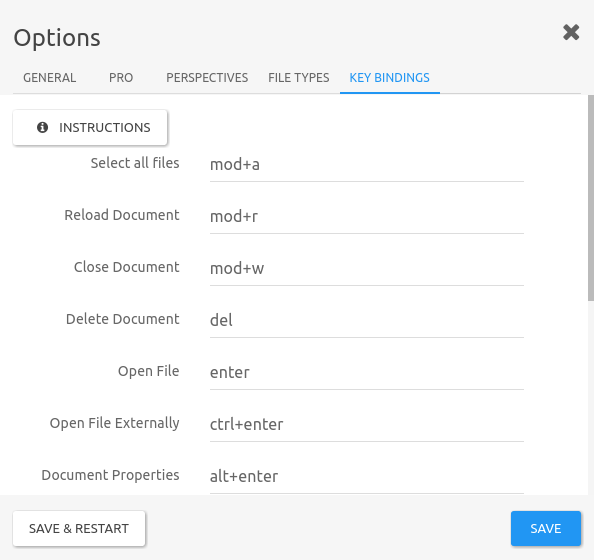 Options
GENERAL PRO PERSPECTIVES FILE TYPES KEY BINDINGS
INSTRUCTIONS
Select all files mod+a
Reload Document mod+r
Close Document mod+w
Delete Document del
Open File enter
Open File Externally ctrl+enter
Document Properties alt+enter
SAVE & RESTART SAVE